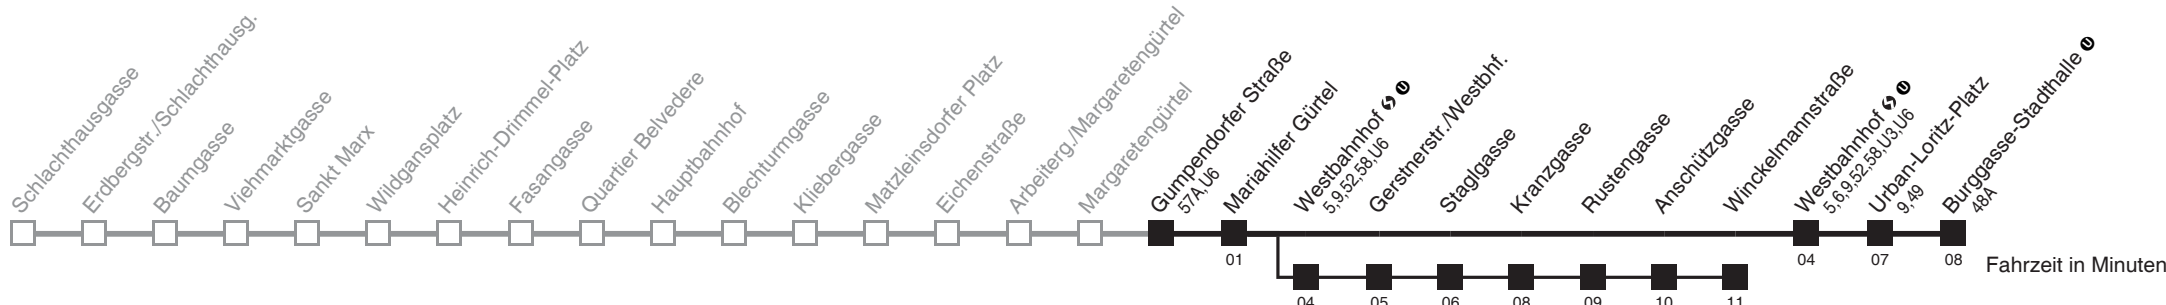 Schlachthausgasse
Erdbergstr./Schlachthausg.
Baumgasse
Viehmarktgasse
Sankt Marx
Wildgansplatz
Heinrich-Drimmel-Platz
Fasangasse
Quartier Belvedere
Hauptbahnhof
Blechturmgasse
Kliebergasse
Matzleinsdorfer Platz
Eichenstraße
Arbeiterg./Margaretengürtel
Margaretengürtel
Gumpendorfer Straße
57A,U6
Mariahilfer Gürtel
Westbahnhof S U
5,9,52,58,U6
Gerstnerstr./Westbhf.
Staglgasse
Kranzgasse
Rustengasse
Anschützgasse
Winckelmannstraße
Westbahnhof S U
5,6,9,52,58,U3,U6
Urban-Loritz-Platz
9,49
Burggasse-Stadthalle U
48A
01
04
07
08
Fahrzeit in Minuten
04
05
06
08
09
10
11